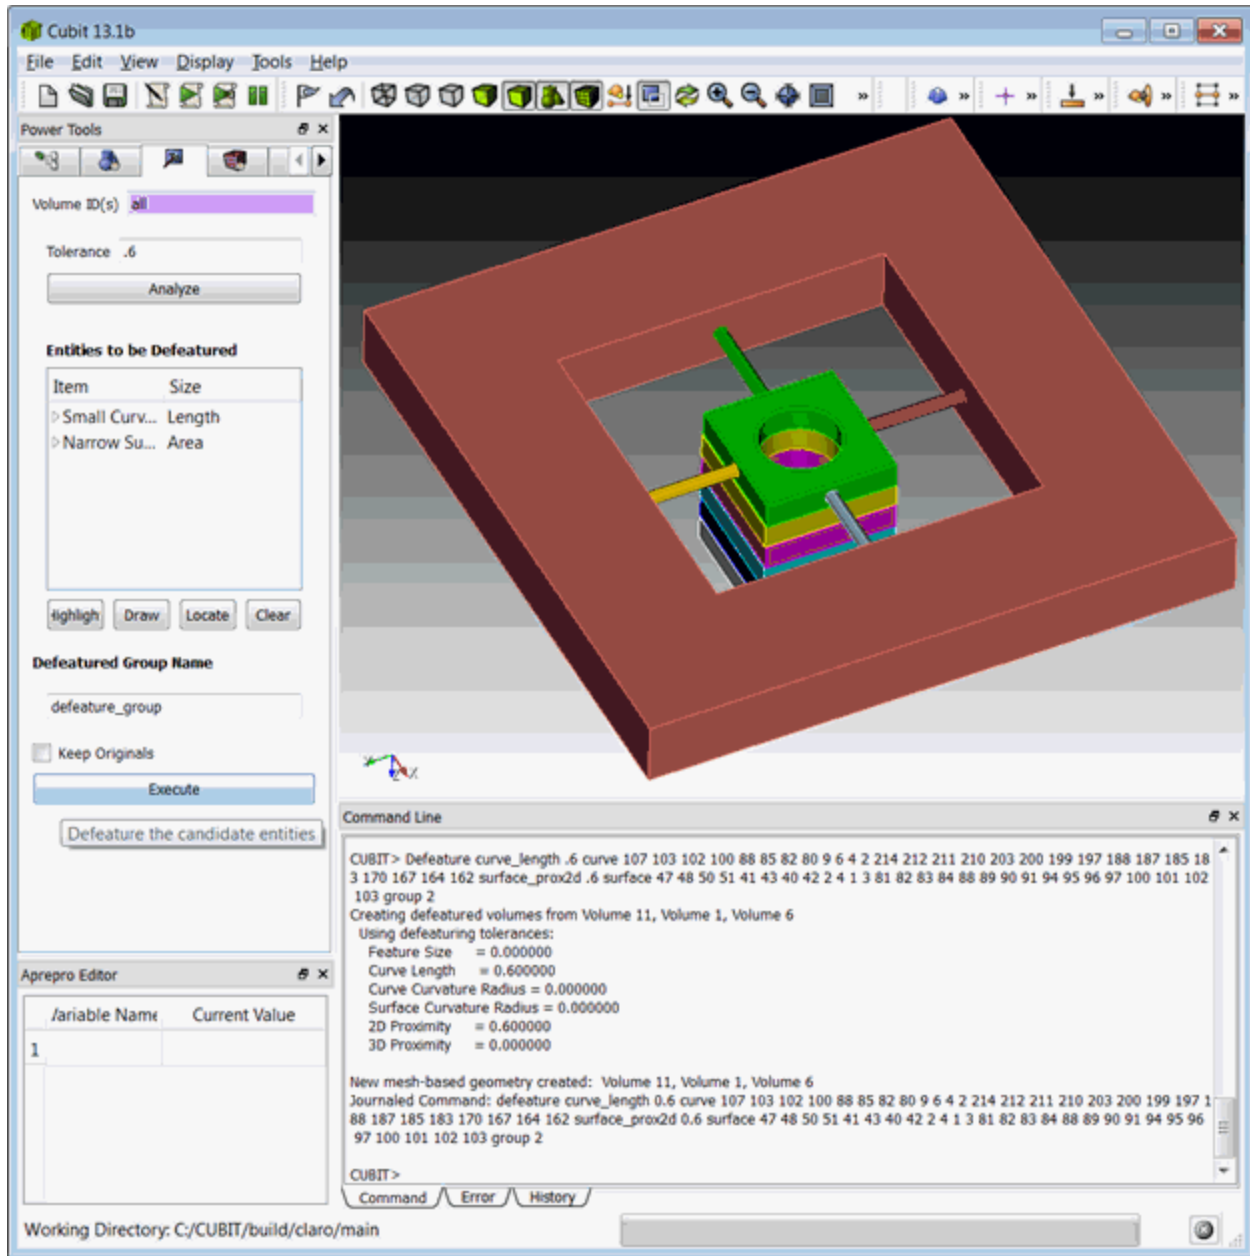 Cubit 13.1b
File Edit View Display Tools Help
Power Tools
Volume ID(s) all
Tolerance .6
Analyze
Entities to be Defeatured
Item Size
Small Curv... Length
Narrow Su... Area
Highligh Draw Locate Clear
Defeatured Group Name
defeature_group
Keep Originals
Execute
Defeature the candidate entities
Aprepro Editor
Variable Name Current Value
1
Command Line
CUBIT> Defeature curve_length .6 curve 107 103 102 100 88 85 82 80 9 6 4 2 214 212 211 210 203 200 199 197 188 187 185 18
3 170 167 164 162 surface_prox2d .6 surface 47 48 50 51 41 43 40 42 2 4 1 3 81 82 83 84 88 89 90 91 94 95 96 97 100 101 102
103 group 2
Creating defeatured volumes from Volume 11, Volume 1, Volume 6
Using defeaturing tolerances:
Feature Size = 0.000000
Curve Length = 0.600000
Curve Curvature Radius = 0.000000
Surface Curvature Radius = 0.000000
2D Proximity = 0.600000
3D Proximity = 0.000000
New mesh-based geometry created: Volume 11, Volume 1, Volume 6
Journaled Command: defeature curve_length 0.6 curve 107 103 102 100 88 85 82 80 9 6 4 2 214 212 211 210 203 200 199 197 1
88 187 185 183 170 167 164 162 surface_prox2d 0.6 surface 47 48 50 51 41 43 40 42 2 4 1 3 81 82 83 84 88 89 90 91 94 95 96
97 100 101 102 103 group 2
CUBIT>
Command Error History
Working Directory: C:/CUBIT/build/claro/main